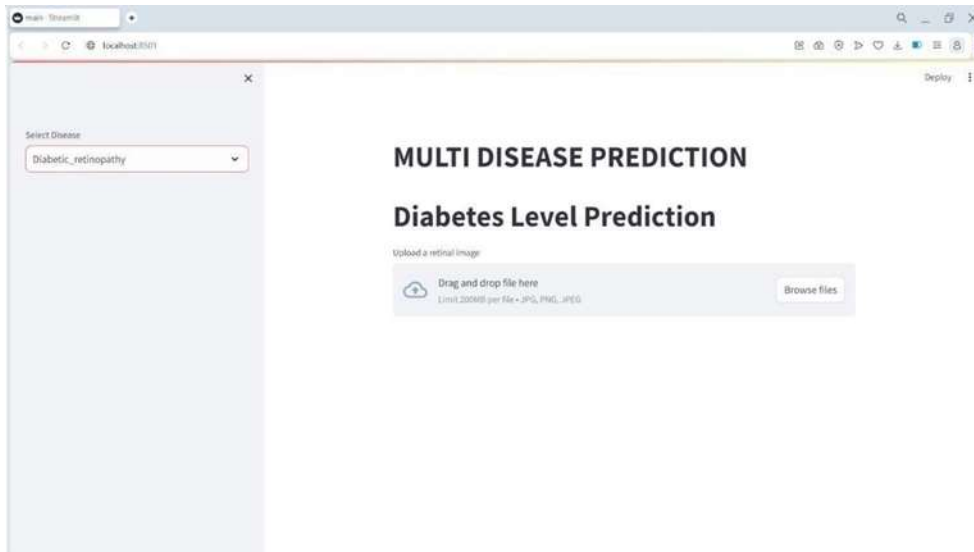 main · Streamlit
localhost:8501
Deploy
Select Disease
Diabetic_retinopathy
MULTI DISEASE PREDICTION
Diabetes Level Prediction
Upload a retinal image
Drag and drop file here
Limit 200MB per file • JPG, PNG, JPEG
Browse files